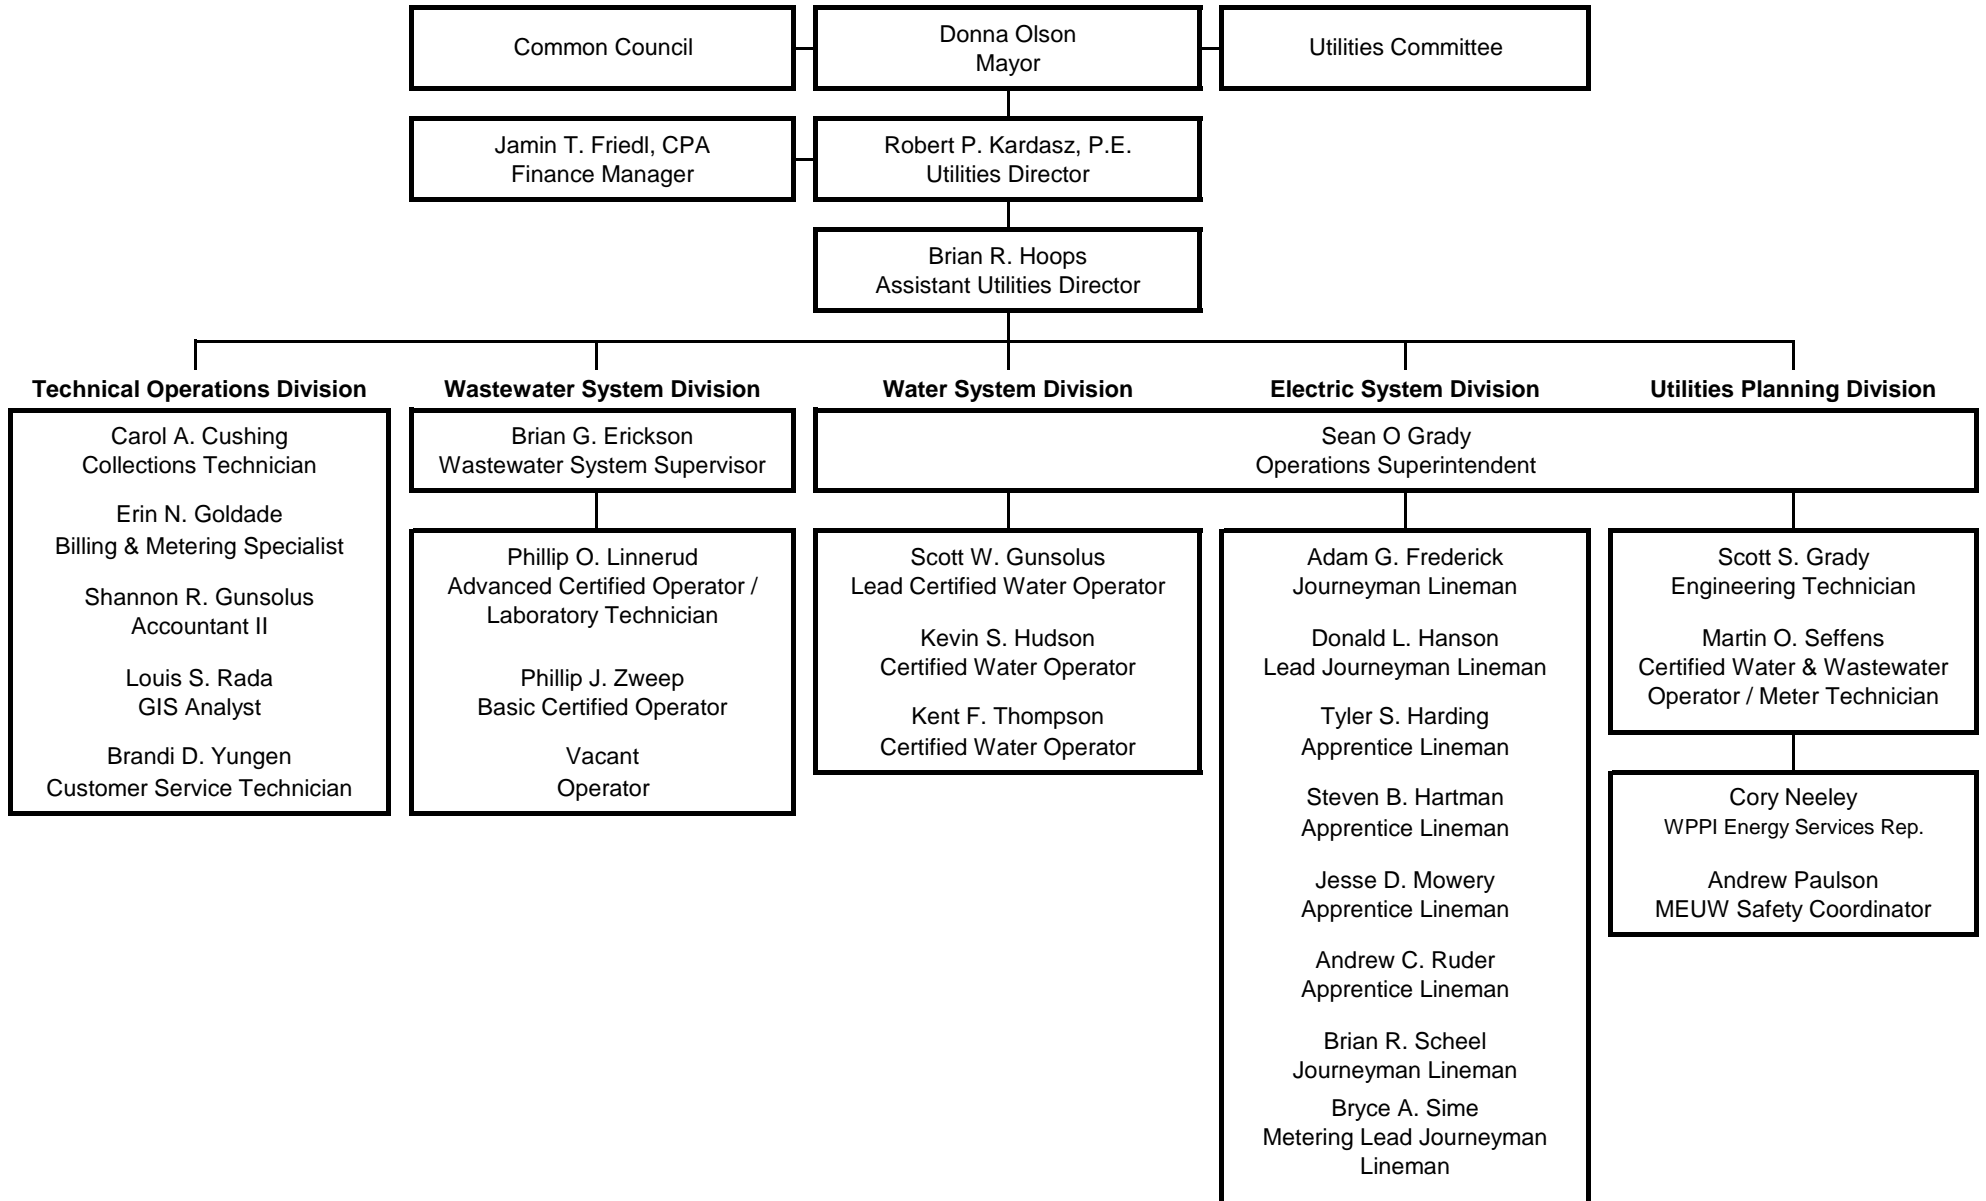 Common Council
Donna Olson
Mayor
Utilities Committee
Jamin T. Friedl, CPA
Finance Manager
Robert P. Kardasz, P.E.
Utilities Director
Brian R. Hoops
Assistant Utilities Director
Technical Operations Division
Carol A. Cushing
Collections Technician
Erin N. Goldade
Billing & Metering Specialist
Shannon R. Gunsolus
Accountant II
Louis S. Rada
GIS Analyst
Brandi D. Yungen
Customer Service Technician
Wastewater System Division
Brian G. Erickson
Wastewater System Supervisor
Phillip O. Linnerud
Advanced Certified Operator /
Laboratory Technician
Phillip J. Zweep
Basic Certified Operator
Vacant
Operator
Water System Division
Electric System Division
Utilities Planning Division
Sean O Grady
Operations Superintendent
Scott W. Gunsolus
Lead Certified Water Operator
Kevin S. Hudson
Certified Water Operator
Kent F. Thompson
Certified Water Operator
Adam G. Frederick
Journeyman Lineman
Donald L. Hanson
Lead Journeyman Lineman
Tyler S. Harding
Apprentice Lineman
Steven B. Hartman
Apprentice Lineman
Jesse D. Mowery
Apprentice Lineman
Andrew C. Ruder
Apprentice Lineman
Brian R. Scheel
Journeyman Lineman
Bryce A. Sime
Metering Lead Journeyman
Lineman
Scott S. Grady
Engineering Technician
Martin O. Seffens
Certified Water & Wastewater
Operator / Meter Technician
Cory Neeley
WPPI Energy Services Rep.
Andrew Paulson
MEUW Safety Coordinator